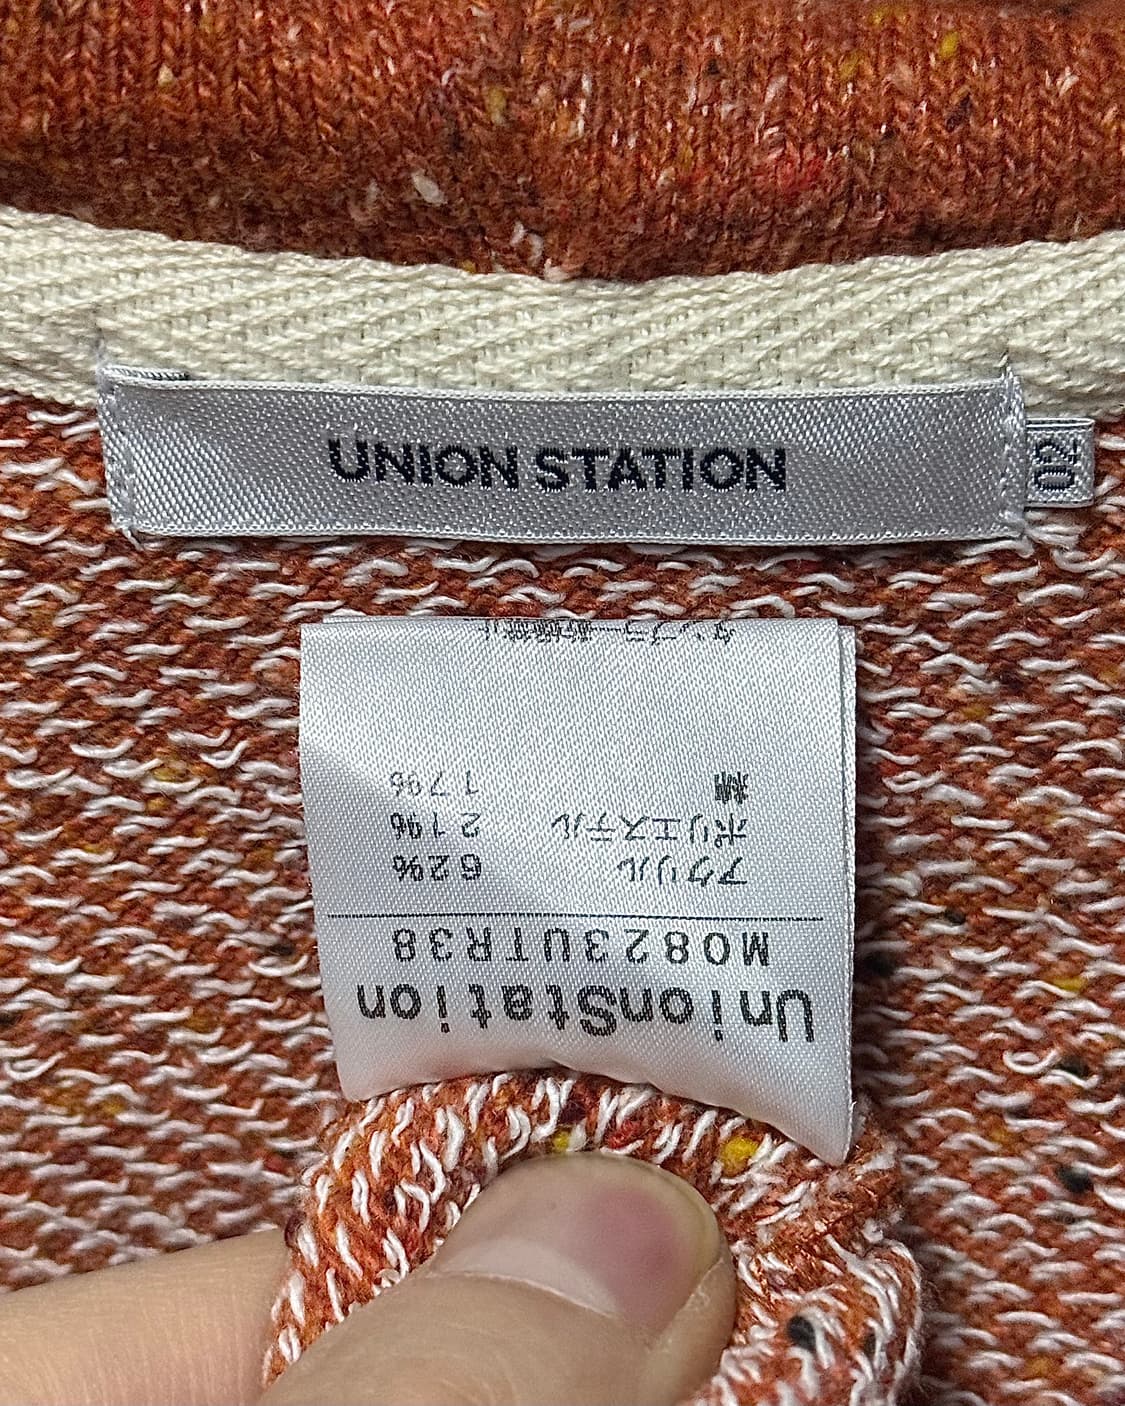 UNION STATION
02
UnionStation
M0823UTR38
アクリル 62%
ポリエステル 21%
綿 17%